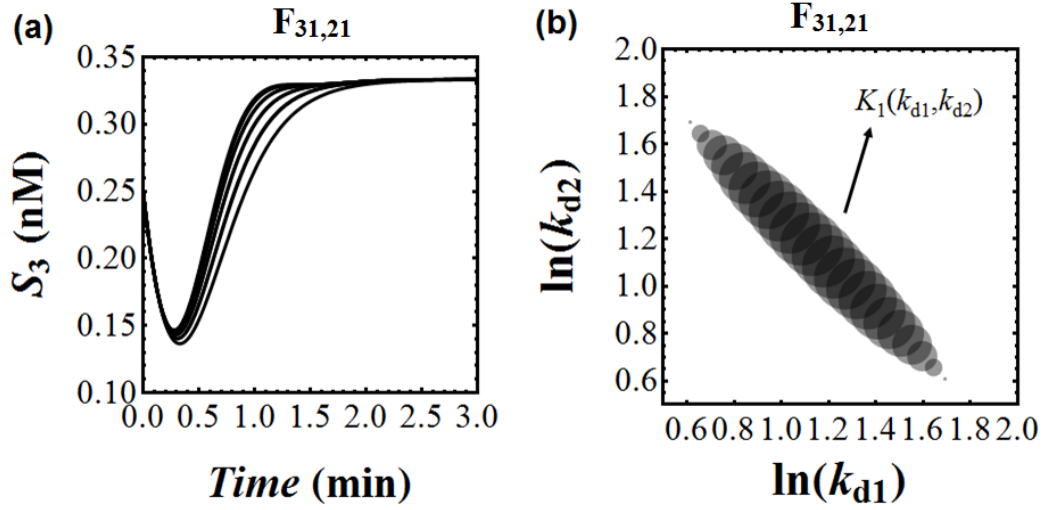 (a)
F31,21
S3 (nM)
0.35
0.30
0.25
0.20
0.15
0.10
0.0 0.5 1.0 1.5 2.0 2.5 3.0
Time (min)
(b)
F31,21
ln(kd2)
2.0
1.8
1.6
1.4
1.2
1.0
0.8
0.6
K1(kd1,kd2)
0.6 0.8 1.0 1.2 1.4 1.6 1.8 2.0
ln(kd1)